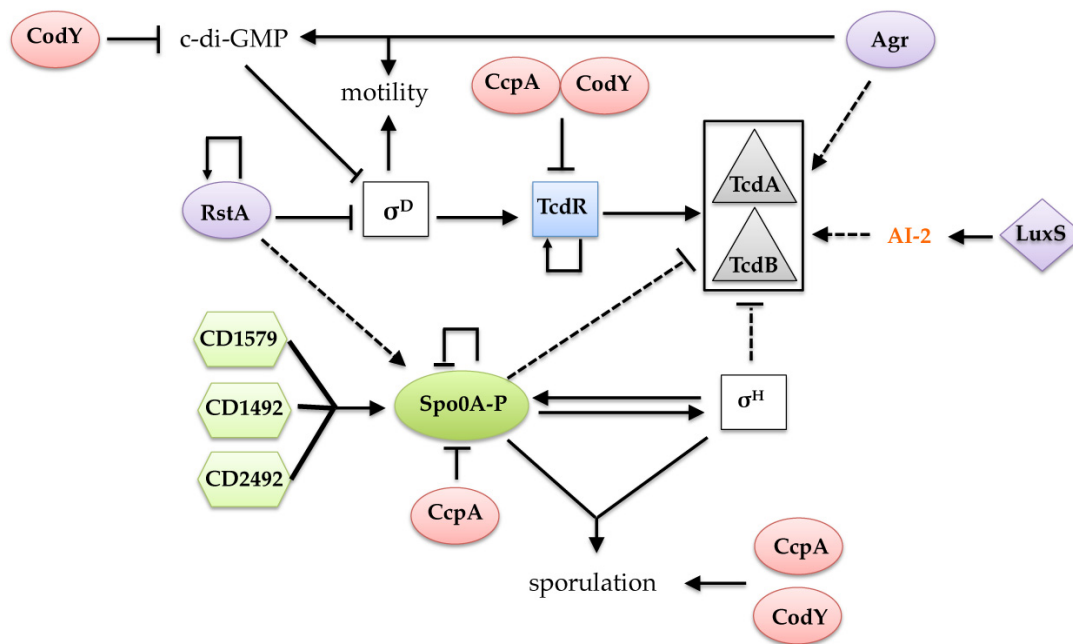 CodY
c-di-GMP
Agr
motility
CcpA
CodY
RstA
σD
TcdR
TcdA
TcdB
AI-2
LuxS
CD1579
CD1492
CD2492
Spo0A-P
σH
CcpA
sporulation
CcpA
CodY